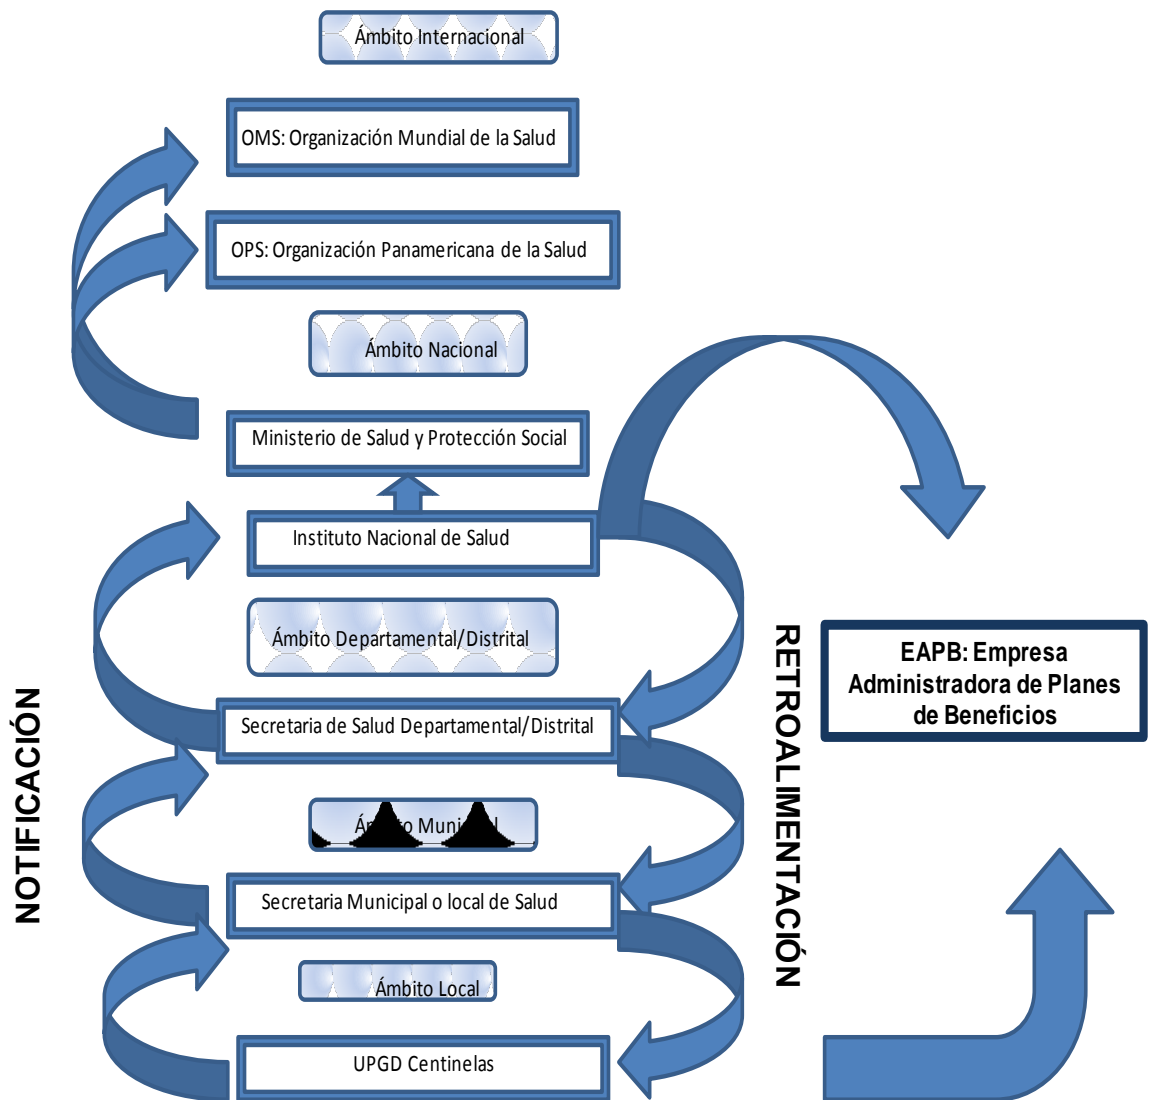 Ámbito Internacional
OMS: Organización Mundial de la Salud
OPS: Organización Panamericana de la Salud
Ámbito Nacional
Ministerio de Salud y Protección Social
Instituto Nacional de Salud
Ámbito Departamental/Distrital
Secretaria de Salud Departamental/Distrital
Ámbito Municipal
Secretaria Municipal o local de Salud
Ámbito Local
UPGD Centinelas
NOTIFICACIÓN
RETROALIMENTACIÓN
EAPB: Empresa
Administradora de Planes
de Beneficios